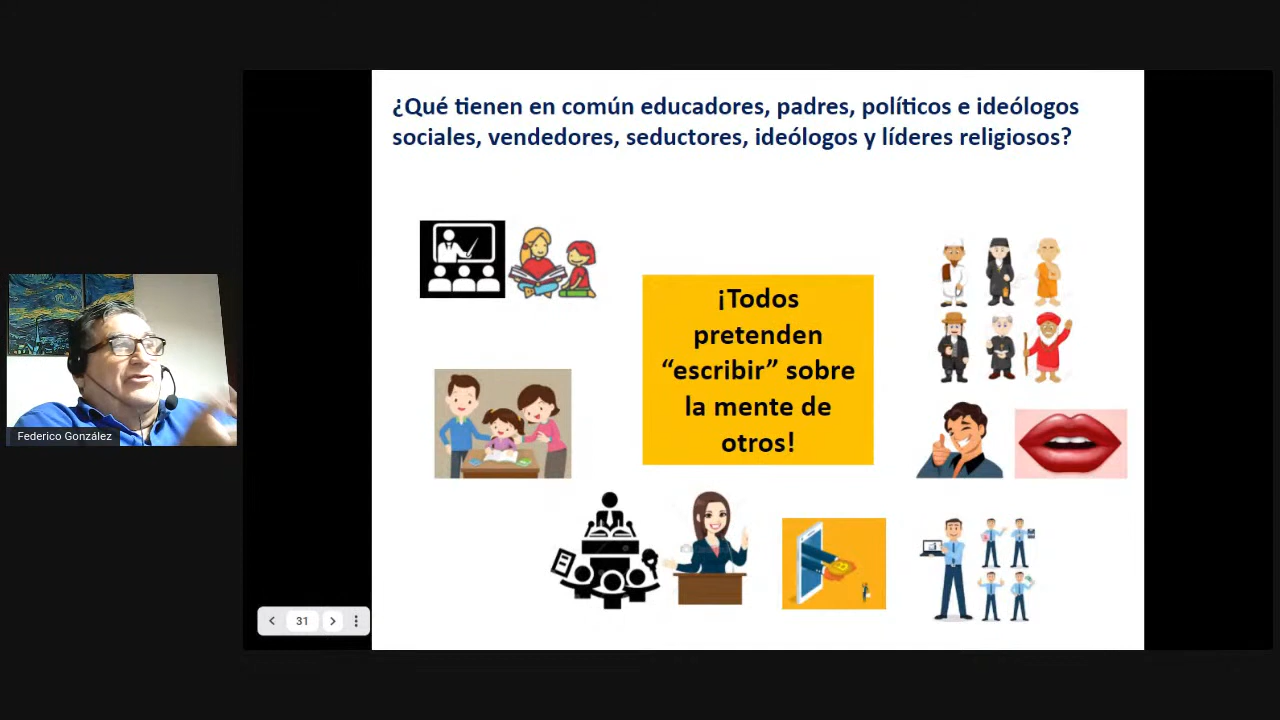 ¿Qué tienen en común educadores, padres, políticos e ideólogos
sociales, vendedores, seductores, ideólogos y líderes religiosos?
¡Todos
pretenden
“escribir” sobre
la mente de
otros!
Federico González
31